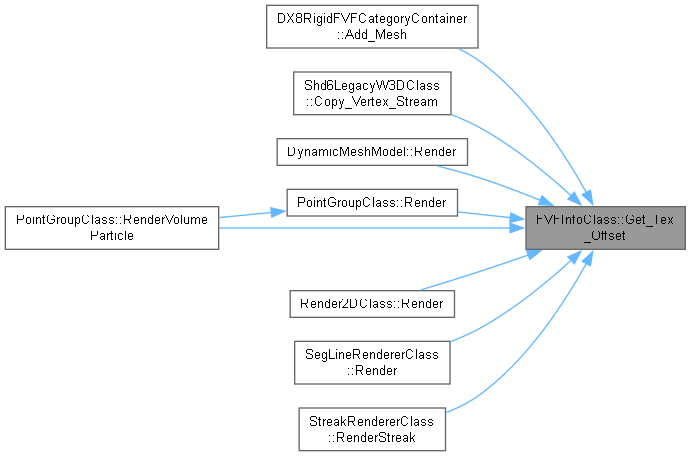 DX8RigidFVFCategoryContainer
::Add_Mesh
Shd6LegacyW3DClass
::Copy_Vertex_Stream
DynamicMeshModel::Render
PointGroupClass::Render
PointGroupClass::RenderVolume
Particle
FVFInfoClass::Get_Tex
_Offset
Render2DClass::Render
SegLineRendererClass
::Render
StreakRendererClass
::RenderStreak